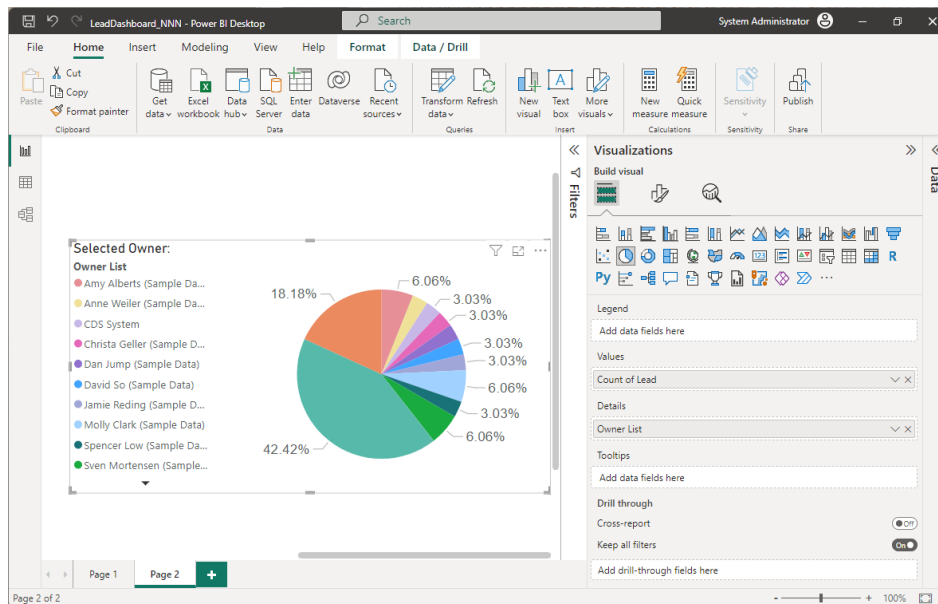 LeadDashboard_NNN - Power BI Desktop
Search
System Administrator
File Home Insert Modeling View Help Format Data / Drill
Paste
Cut
Copy
Format painter
Clipboard
Get data
Excel workbook
Data hub
SQL Server
Enter data
Dataverse
Recent sources
Data
Transform data
Refresh
Queries
New visual
Text box
More visuals
Insert
New measure
Quick measure
Calculations
Sensitivity
Sensitivity
Publish
Share
Selected Owner:
Owner List
Amy Alberts (Sample Da...
Anne Weiler (Sample Da...
CDS System
Christa Geller (Sample D...
Dan Jump (Sample Data)
David So (Sample Data)
Jamie Reding (Sample D...
Molly Clark (Sample Data)
Spencer Low (Sample Da...
Sven Mortensen (Sample...
6.06%
3.03%
3.03%
3.03%
3.03%
6.06%
3.03%
6.06%
42.42%
18.18%
Filters
Visualizations
Build visual
123
R
Py
Legend
Add data fields here
Values
Count of Lead
Details
Owner List
Tooltips
Add data fields here
Drill through
Cross-report
Off
Keep all filters
On
Add drill-through fields here
Data
Page 1
Page 2
+
Page 2 of 2
- + 100%